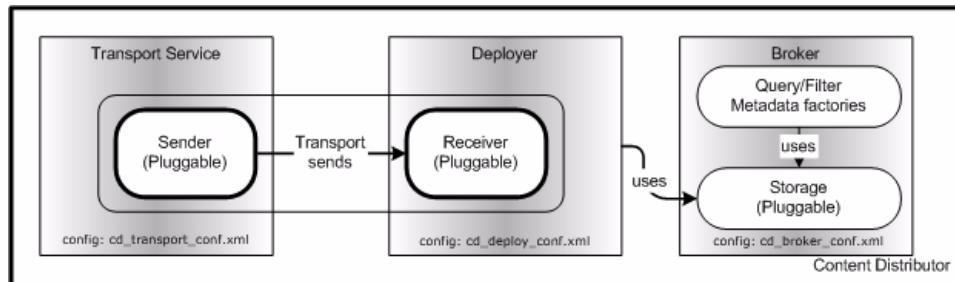 Transport Service
Sender
(Pluggable)
config: cd_transport_conf.xml
Transport
sends
Deployer
Receiver
(Pluggable)
config: cd_deploy_conf.xml
uses
Broker
Query/Filter
Metadata factories
uses
Storage
(Pluggable)
config: cd_broker_conf.xml
Content Distributor